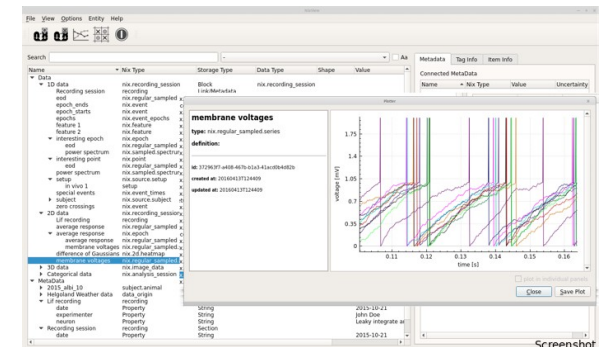 File View Options Entity Help
Search - Aa
Name Nix Type Storage Type Data Type Shape Value
Data
1D data nix.recording_session Block nix.recording_session
Recording session recording Link/Metadata
eod nix.regular_sampled
epoch_ends nix.event
epoch_starts nix.event
epochs nix.event_epochs
feature 1 nix.feature
feature 2 nix.feature
interesting epoch nix.epoch
eod nix.regular_sampled
power spectrum nix.sampled.spectrum
interesting point nix.point
eod nix.regular_sampled
power spectrum nix.sampled.spectrum
setup nix.source.setup
in vivo 1 setup
special events nix.event_times
subject nix.source.subject
zero crossings nix.event
2D data nix.recording_session
Lif recording recording
average response nix.regular_sampled
average response nix.epoch
average response nix.regular_sampled
membrane voltages nix.regular_sampled
difference of Gaussians nix.2d.heatmap
membrane voltages nix.regular_sampled
3D data nix.image_data
Categorical data nix.analysis_session
MetaData
2015_albi_10 subject.animal
Helgoland Weather data data_origin
Lif recording recording
date Property String 2015-10-21
experimenter Property String John Doe
neuron Property String Leaky integrate
Recording session recording Section
date Property String 2015-10-21
Metadata Tag Info Item Info
Connected MetaData
Name Nix Type Value Uncertainty
Plotter
membrane voltages
type: nix.regular_sampled.series
definition:
created at: 20160413T124409
updated at: 20160413T124409
voltage [mV]
1.75
1.4
1.05
0.7
0.35
0
0.11 0.12 0.13 0.14 0.15 0.16
time [s]
plot in individual panels
Close Save Plot
Screenshot